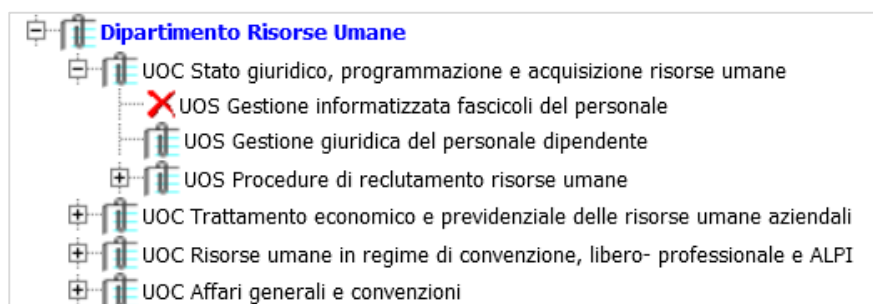 Dipartimento Risorse Umane
UOC Stato giuridico, programmazione e acquisizione risorse umane
UOS Gestione informatizzata fascicoli del personale
UOS Gestione giuridica del personale dipendente
UOS Procedure di reclutamento risorse umane
UOC Trattamento economico e previdenziale delle risorse umane aziendali
UOC Risorse umane in regime di convenzione, libero- professionale e ALPI
UOC Affari generali e convenzioni